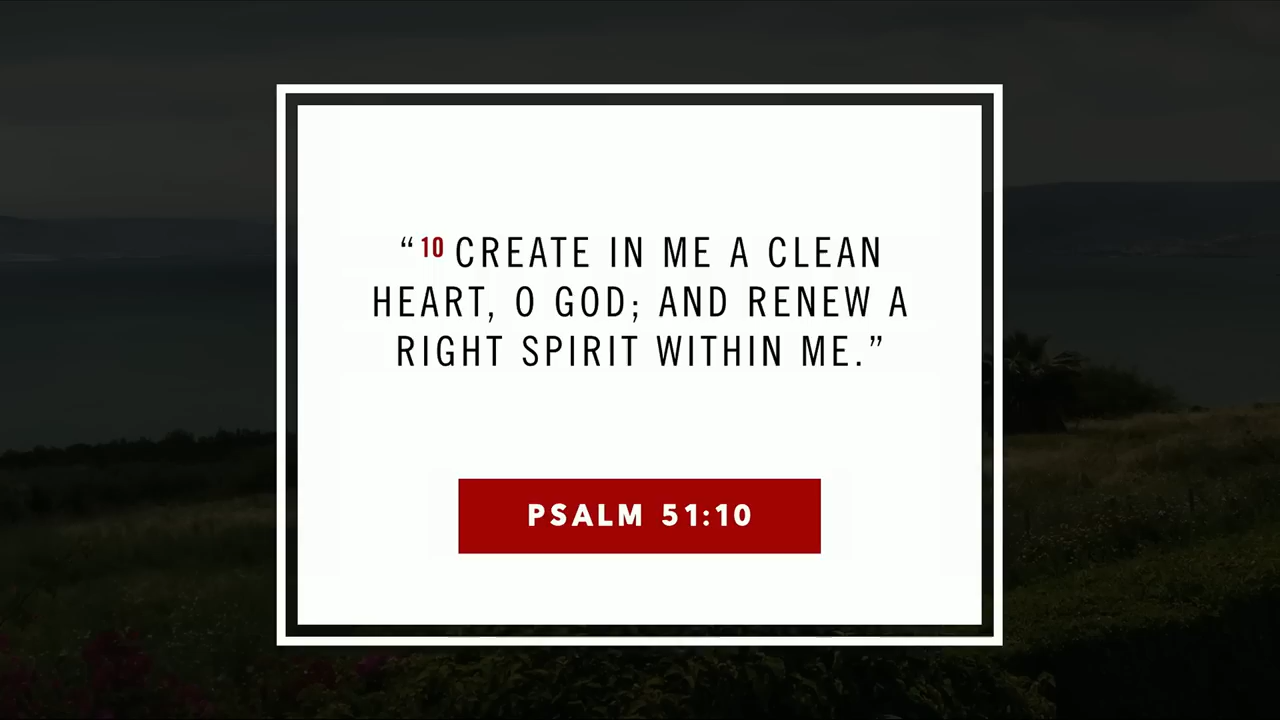 “10 CREATE IN ME A CLEAN
HEART, O GOD; AND RENEW A
RIGHT SPIRIT WITHIN ME.”
PSALM 51:10